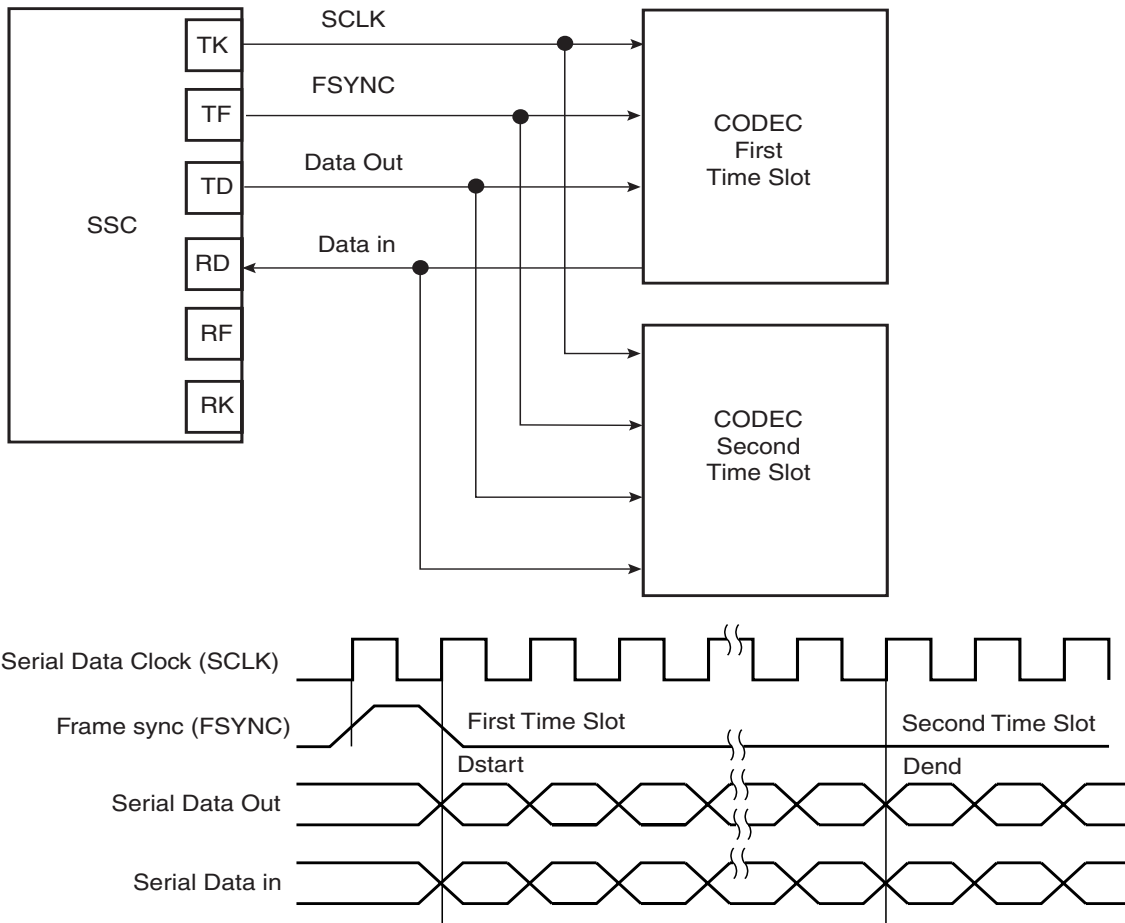 SCLK
TK
FSYNC
TF
CODEC
First
Time Slot
Data Out
TD
SSC
Data in
RD
RF
RK
CODEC
Second
Time Slot
Serial Data Clock (SCLK)
Frame sync (FSYNC)
First Time Slot
Second Time Slot
Dstart
Dend
Serial Data Out
Serial Data in